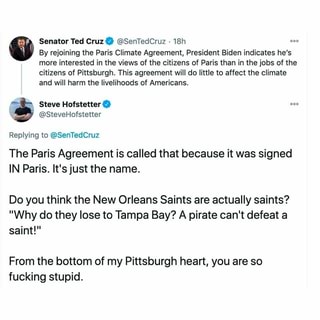 Senator Ted Cruz @SenTedCruz · 18h
By rejoining the Paris Climate Agreement, President Biden indicates he's
more interested in the views of the citizens of Paris than in the jobs of the
citizens of Pittsburgh. This agreement will do little to affect the climate
and will harm the livelihoods of Americans.
Steve Hofstetter
@SteveHofstetter
Replying to @SenTedCruz
The Paris Agreement is called that because it was signed
IN Paris. It's just the name.
Do you think the New Orleans Saints are actually saints?
"Why do they lose to Tampa Bay? A pirate can't defeat a
saint!"
From the bottom of my Pittsburgh heart, you are so
fucking stupid.